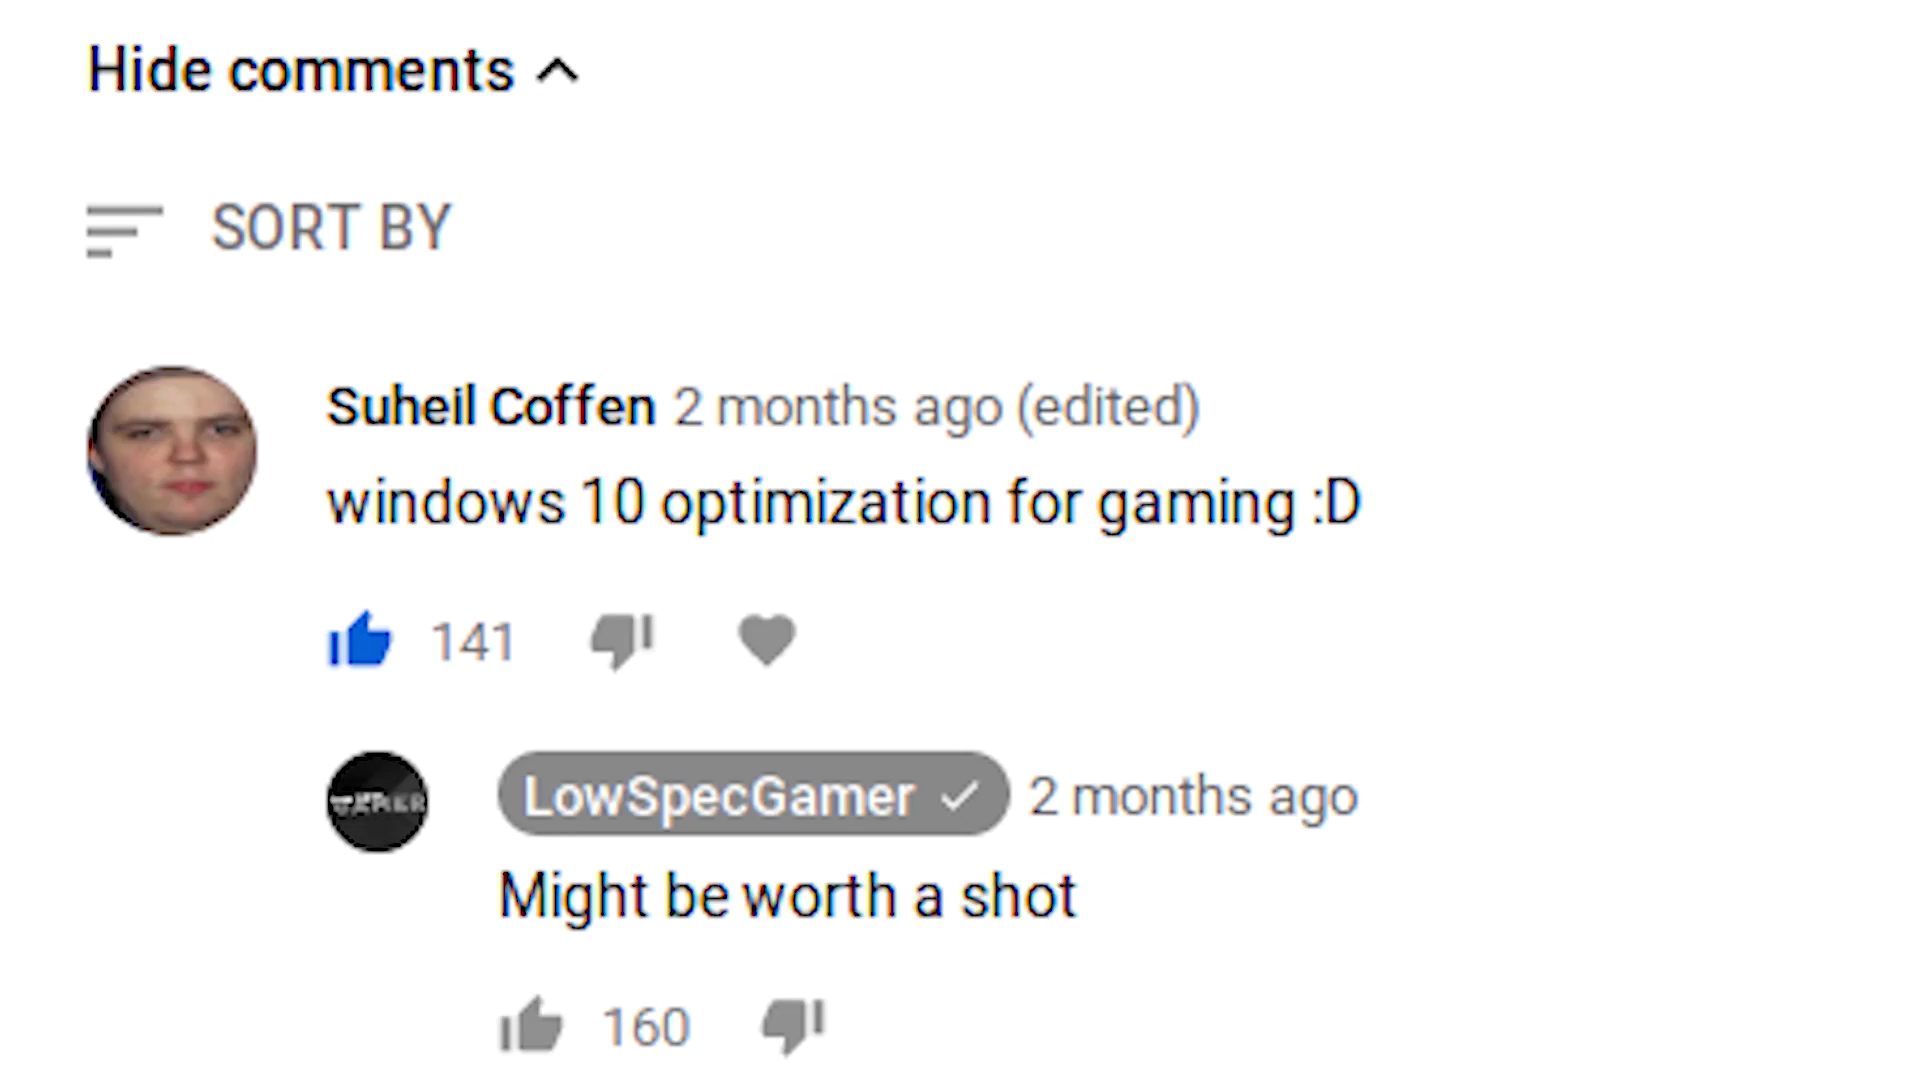 Hide comments
SORT BY
Suheil Coffen 2 months ago (edited)
windows 10 optimization for gaming :D
141
LowSpecGamer 2 months ago
Might be worth a shot
160